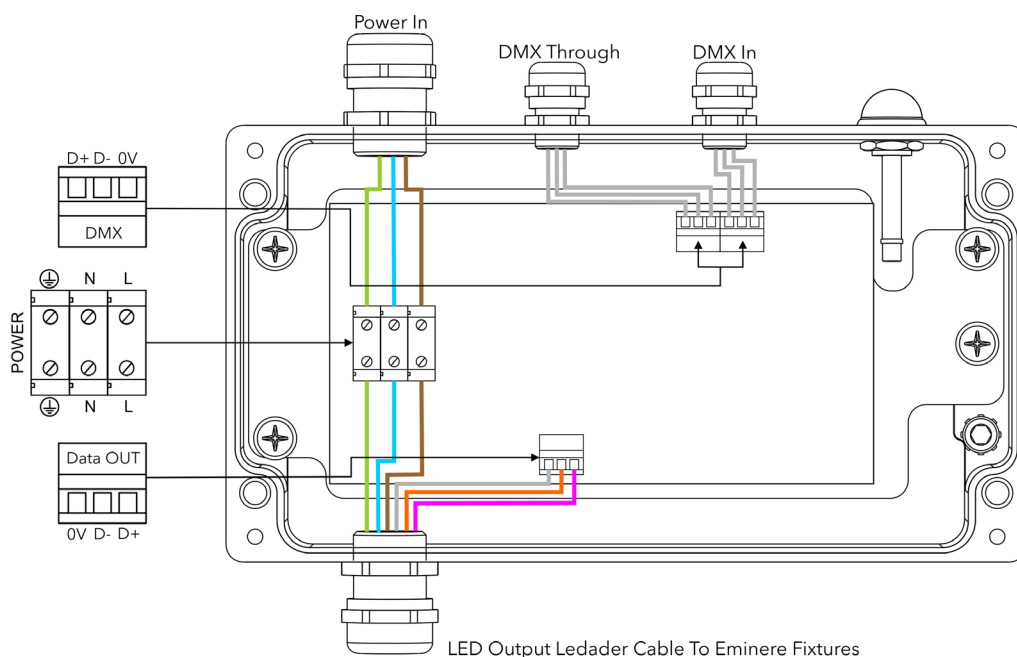 Power In
DMX Through
DMX In
D+ D- 0V
DMX
N L
POWER
N L
Data OUT
0V D- D+
LED Output Ledader Cable To Eminere Fixtures